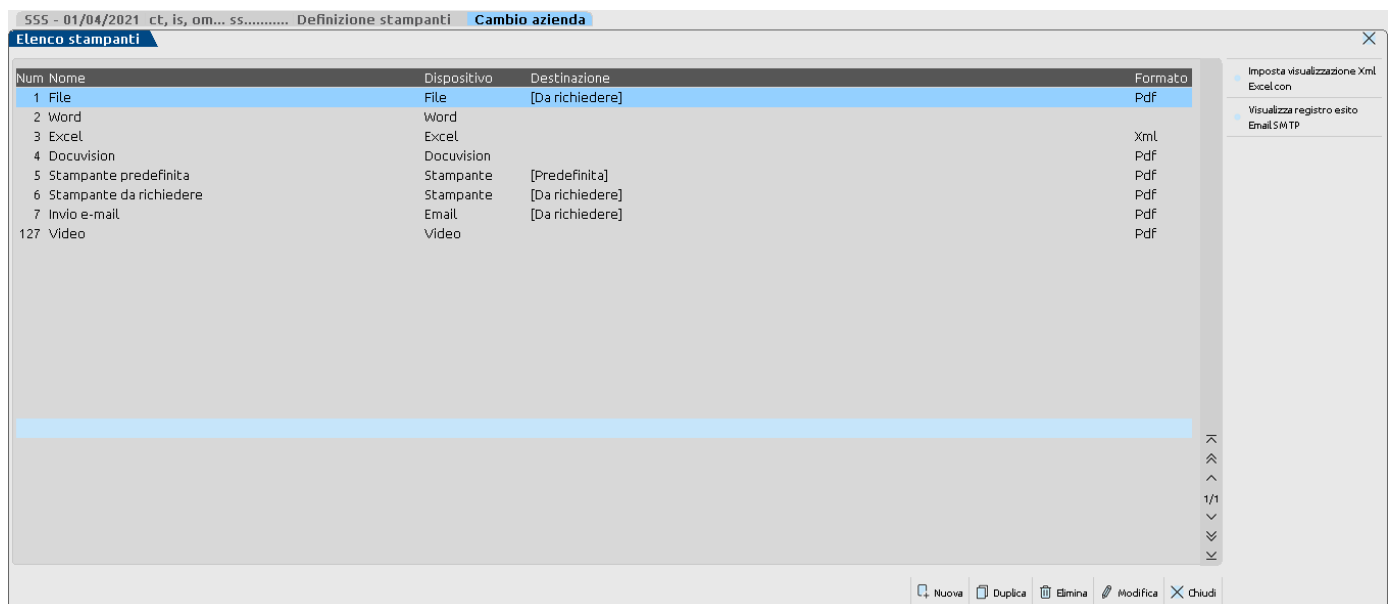 SSS - 01/04/2021 ct, is, om... ss........... Definizione stampanti Cambio azienda
Elenco stampanti
Num Nome Dispositivo Destinazione Formato
1 File File [Da richiedere] Pdf
2 Word Word
3 Excel Excel Xml
4 Docuvision Docuvision Pdf
5 Stampante predefinita Stampante [Predefinita] Pdf
6 Stampante da richiedere Stampante [Da richiedere] Pdf
7 Invio e-mail Email [Da richiedere] Pdf
127 Video Video Pdf
Imposta visualizzazione Xml
Excel con
Visualizza registro esito
Email SMTP
1/1
Nuova Duplica Elimina Modifica Chiudi